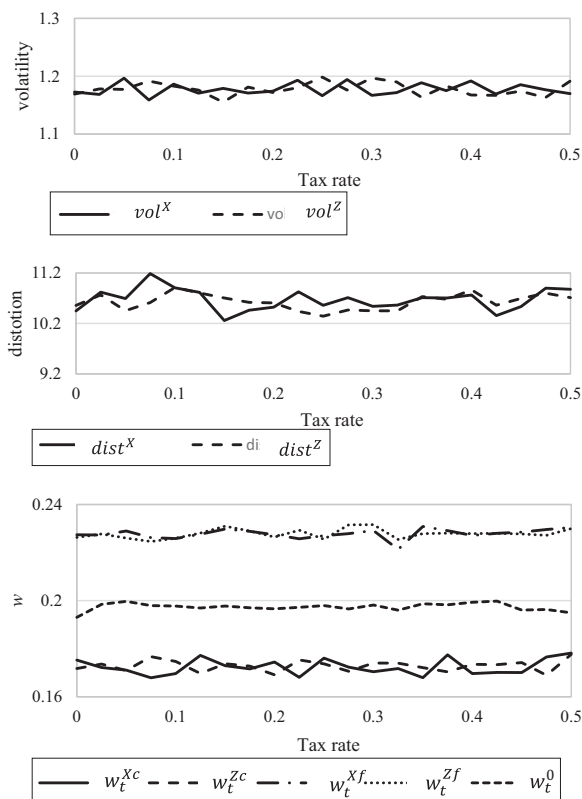 1.3
volatility
1.2
1.1
0 0.1 0.2 0.3 0.4 0.5
Tax rate
vol^X vo vol^Z
11.2
distotion
10.2
9.2
0 0.1 0.2 0.3 0.4 0.5
Tax rate
dist^X di dist^Z
0.24
w
0.2
0.16
0 0.1 0.2 0.3 0.4 0.5
Tax rate
w_t^{Xc} w_t^{Zc} w_t^{Xf} w_t^{Zf} w_t^0